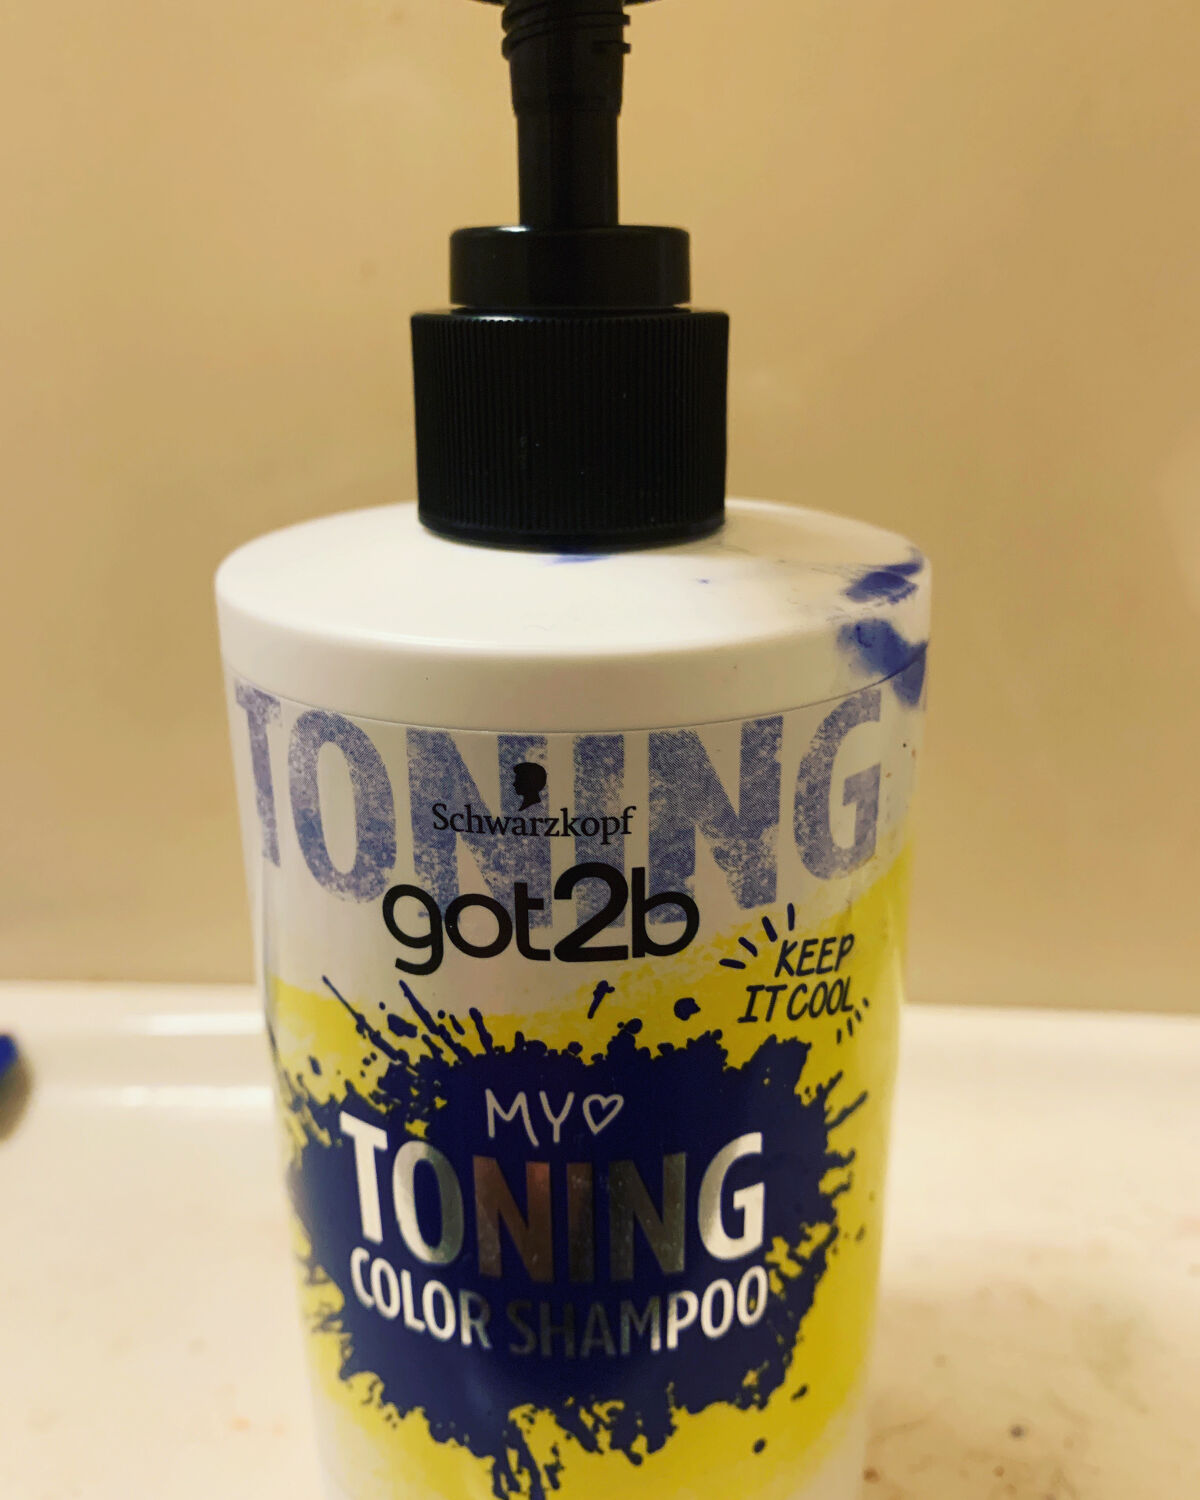 TONING
Schwarzkopf
got2b
KEEP
IT COOL
MY♡
TONING
COLOR SHAMPOO